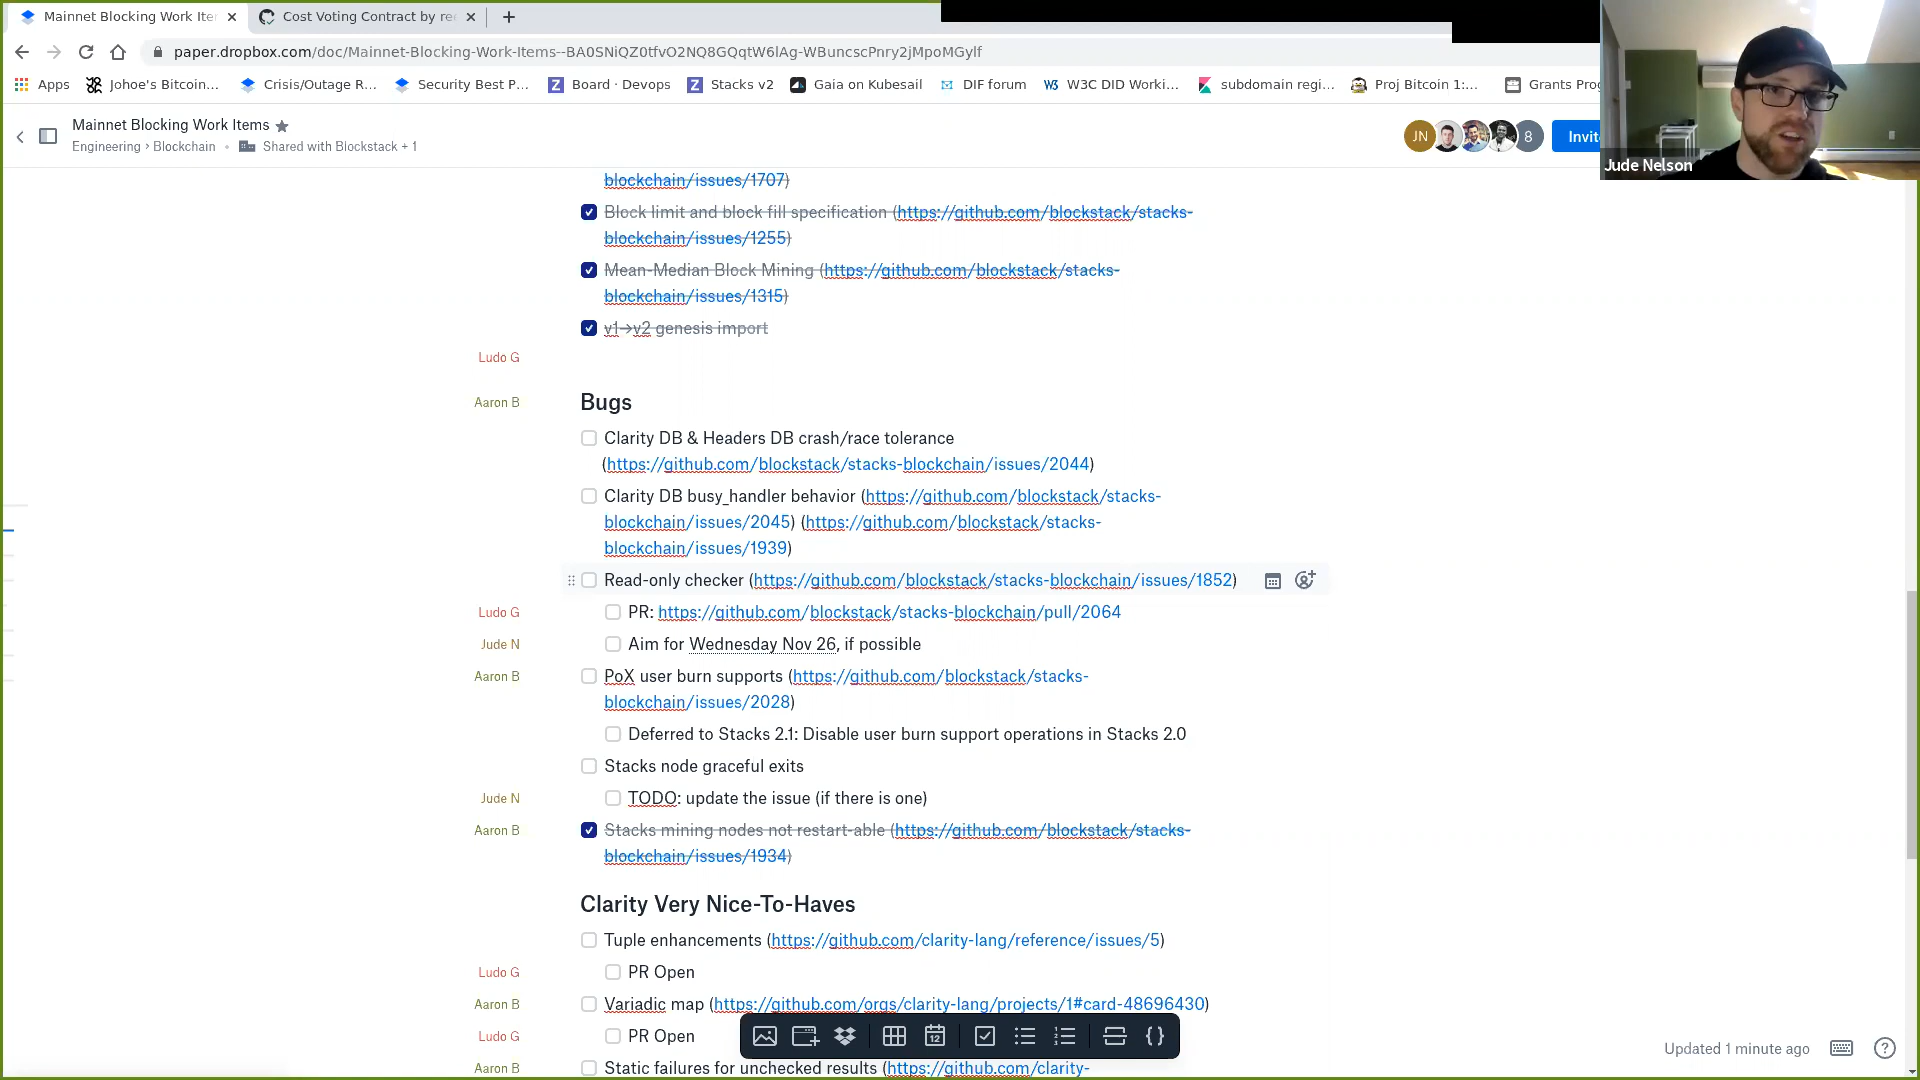 Mainnet Blocking Work Iter
Cost Voting Contract by re
paper.dropbox.com/doc/Mainnet-Blocking-Work-Items--BA0SNiQZ0tfvO2NQ8GQqtW6lAg-WBuncscPnry2jMpoMGylf
Apps
Johoe's Bitcoin...
Crisis/Outage R...
Security Best P...
Board · Devops
Stacks v2
Gaia on Kubesail
DIF forum
W3C DID Worki...
subdomain regi...
Proj Bitcoin 1:...
Grants Prog
Mainnet Blocking Work Items
Engineering › Blockchain • Shared with Blockstack + 1
JN
8
Invite
Jude Nelson
blockchain/issues/1707)
Block limit and block fill specification (https://github.com/blockstack/stacks-
blockchain/issues/1255)
Mean-Median Block Mining (https://github.com/blockstack/stacks-
blockchain/issues/1315)
v1→v2 genesis import
Ludo G
Aaron B Bugs
Clarity DB & Headers DB crash/race tolerance
(https://github.com/blockstack/stacks-blockchain/issues/2044)
Clarity DB busy_handler behavior (https://github.com/blockstack/stacks-
blockchain/issues/2045) (https://github.com/blockstack/stacks-
blockchain/issues/1939)
Read-only checker (https://github.com/blockstack/stacks-blockchain/issues/1852)
Ludo G PR: https://github.com/blockstack/stacks-blockchain/pull/2064
Jude N Aim for Wednesday Nov 26, if possible
Aaron B PoX user burn supports (https://github.com/blockstack/stacks-
blockchain/issues/2028)
Deferred to Stacks 2.1: Disable user burn support operations in Stacks 2.0
Stacks node graceful exits
Jude N TODO: update the issue (if there is one)
Aaron B Stacks mining nodes not restart-able (https://github.com/blockstack/stacks-
blockchain/issues/1934)
Clarity Very Nice-To-Haves
Tuple enhancements (https://github.com/clarity-lang/reference/issues/5)
Ludo G PR Open
Aaron B Variadic map (https://github.com/orgs/clarity-lang/projects/1#card-48696430)
Ludo G PR Open
Aaron B Static failures for unchecked results (https://github.com/clarity-
12
Updated 1 minute ago